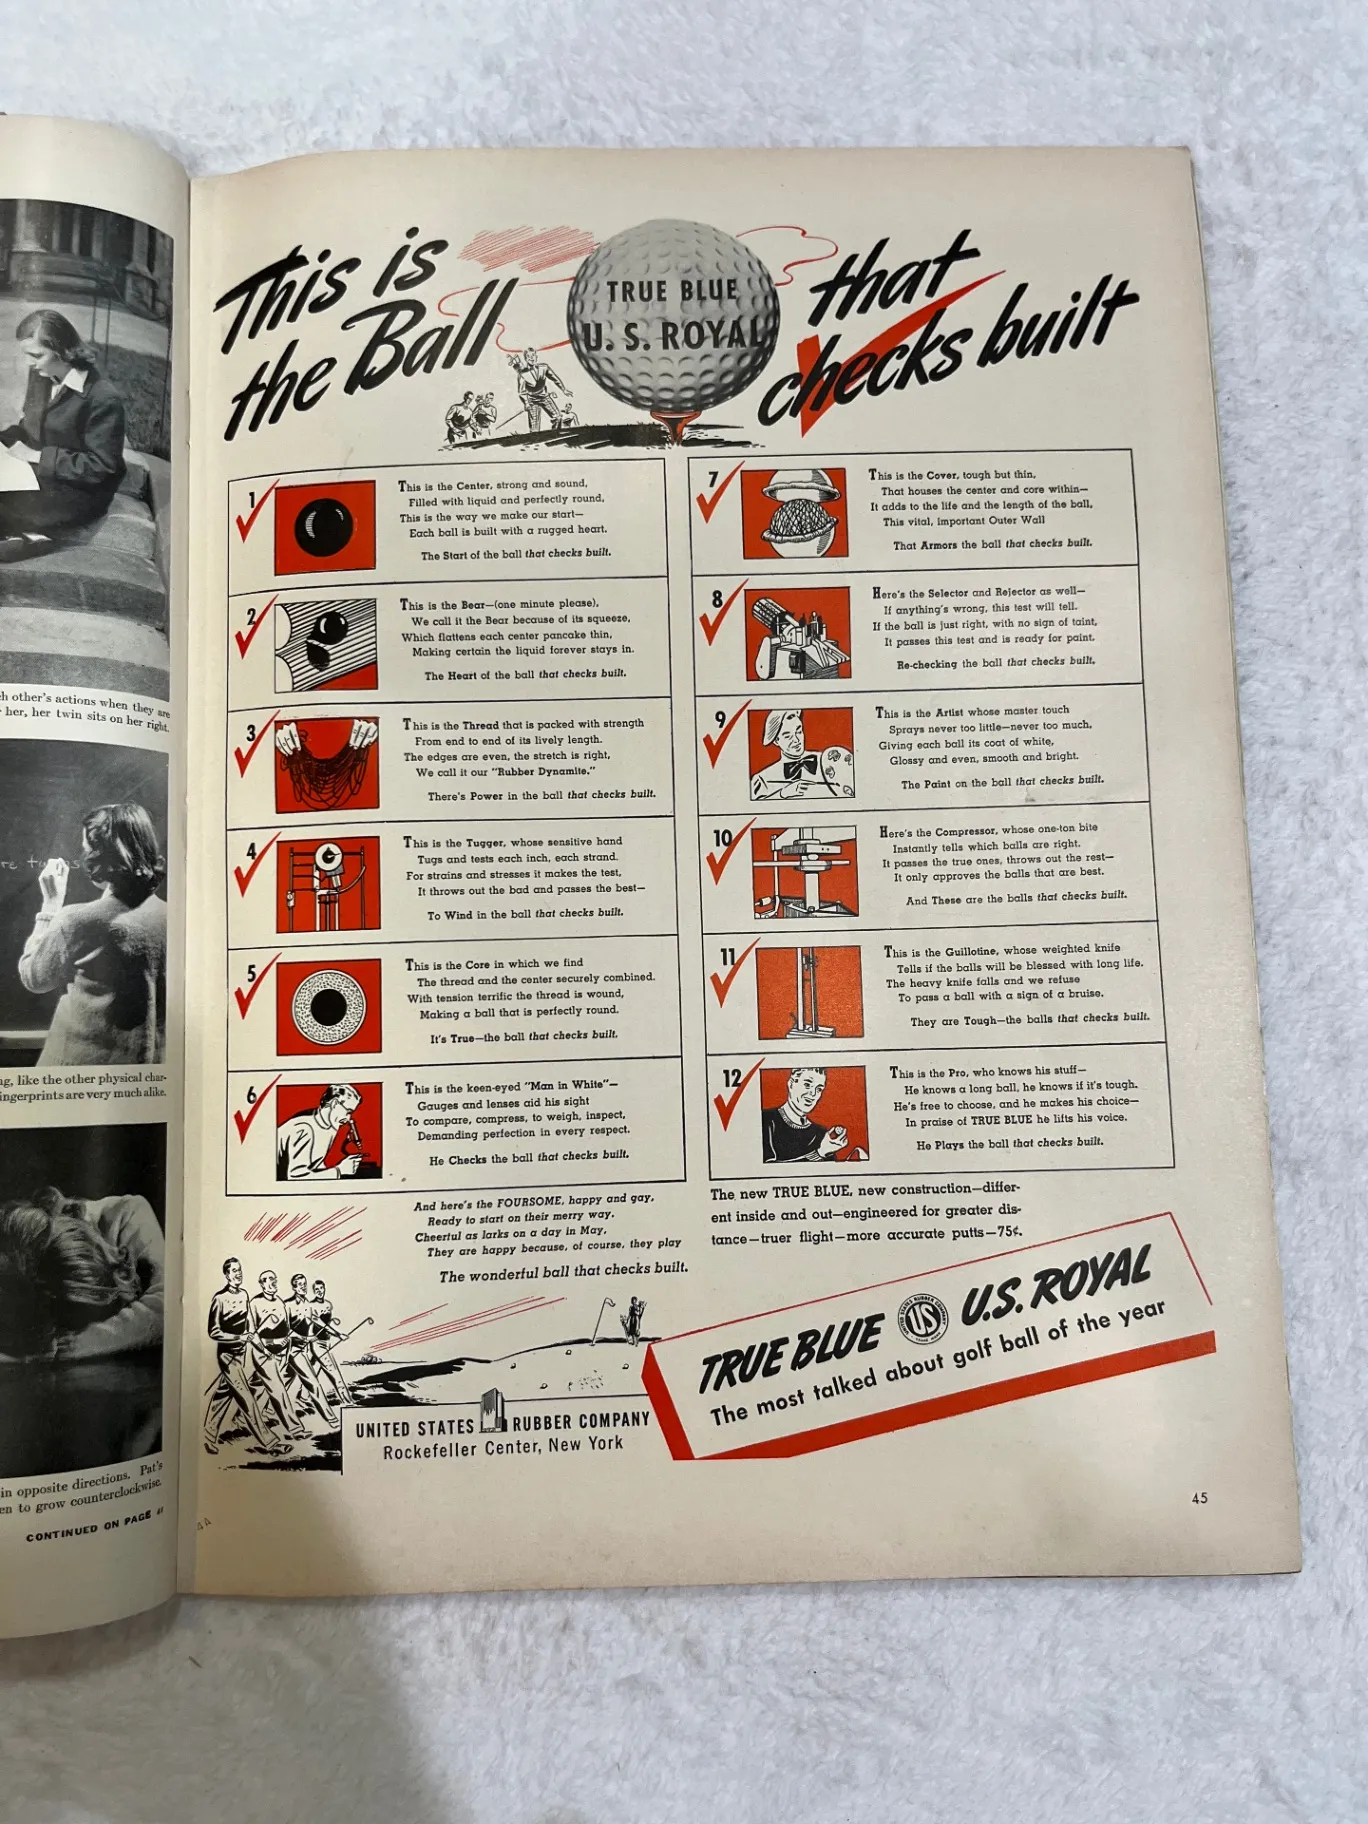 This is
the Ball
TRUE BLUE
U. S. ROYAL
that
checks built
1
This is the Center, strong and sound,
Filled with liquid and perfectly round,
This is the way we make our start—
Each ball is built with a rugged heart.
The Start of the ball that checks built.
2
This is the Bear—(one minute please),
We call it the Bear because of its squeeze,
Which flattens each center pancake thin,
Making certain the liquid forever stays in.
The Heart of the ball that checks built.
3
This is the Thread that is packed with strength
From end to end of its lively length.
The edges are even, the stretch is right,
We call it our "Rubber Dynamite."
There's Power in the ball that checks built.
4
This is the Tugger, whose sensitive hand
Tugs and tests each inch, each strand.
For strains and stresses it makes the test,
It throws out the bad and passes the best—
To Wind in the ball that checks built.
5
This is the Core in which we find
The thread and the center securely combined.
With tension terrific the thread is wound,
Making a ball that is perfectly round.
It's True—the ball that checks built.
6
This is the keen-eyed "Man in White"—
Gauges and lenses aid his sight
To compare, compress, to weigh, inspect,
Demanding perfection in every respect.
He Checks the ball that checks built.
7
This is the Cover, tough but thin,
That houses the center and core within—
It adds to the life and the length of the ball,
This vital, important Outer Wall
That Armors the ball that checks built.
8
Here's the Selector and Rejector as well—
If anything's wrong, this test will tell.
If the ball is just right, with no sign of taint,
It passes this test and is ready for paint.
Re-checking the ball that checks built.
9
This is the Artist whose master touch
Sprays never too little—never too much,
Giving each ball its coat of white,
Glossy and even, smooth and bright.
The Paint on the ball that checks built.
10
Here's the Compressor, whose one-ton bite
Instantly tells which balls are right.
It passes the true ones, throws out the rest—
It only approves the balls that are best.
And These are the balls that checks built.
11
This is the Guillotine, whose weighted knife
Tells if the balls will be blessed with long life.
The heavy knife falls and we refuse
To pass a ball with a sign of a bruise.
They are Tough—the balls that checks built.
12
This is the Pro, who knows his stuff—
He knows a long ball, he knows if it's tough.
He's free to choose, and he makes his choice—
In praise of TRUE BLUE he lifts his voice.
He Plays the ball that checks built.
And here's the FOURSOME, happy and gay,
Ready to start on their merry way.
Cheerful as larks on a day in May,
They are happy because, of course, they play
The wonderful ball that checks built.
The new TRUE BLUE, new construction—differ-
ent inside and out—engineered for greater dis-
tance—truer flight—more accurate putts—75¢.
TRUE BLUE US U.S. ROYAL
The most talked about golf ball of the year
UNITED STATES RUBBER COMPANY
Rockefeller Center, New York
45
h other's actions when they are
her, her twin sits on her right.
ng, like the other physical char-
ingerprints are very much alike.
in opposite directions. Pat's
en to grow counterclockwise.
CONTINUED ON PAGE